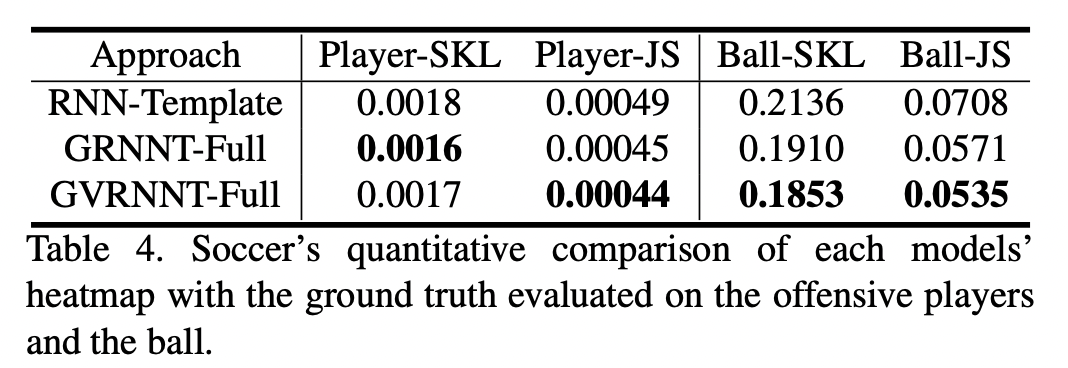 Approach Player-SKL Player-JS Ball-SKL Ball-JS
RNN-Template 0.0018 0.00049 0.2136 0.0708
GRNNT-Full 0.0016 0.00045 0.1910 0.0571
GVRNNT-Full 0.0017 0.00044 0.1853 0.0535
Table 4. Soccer's quantitative comparison of each models'
heatmap with the ground truth evaluated on the offensive players
and the ball.